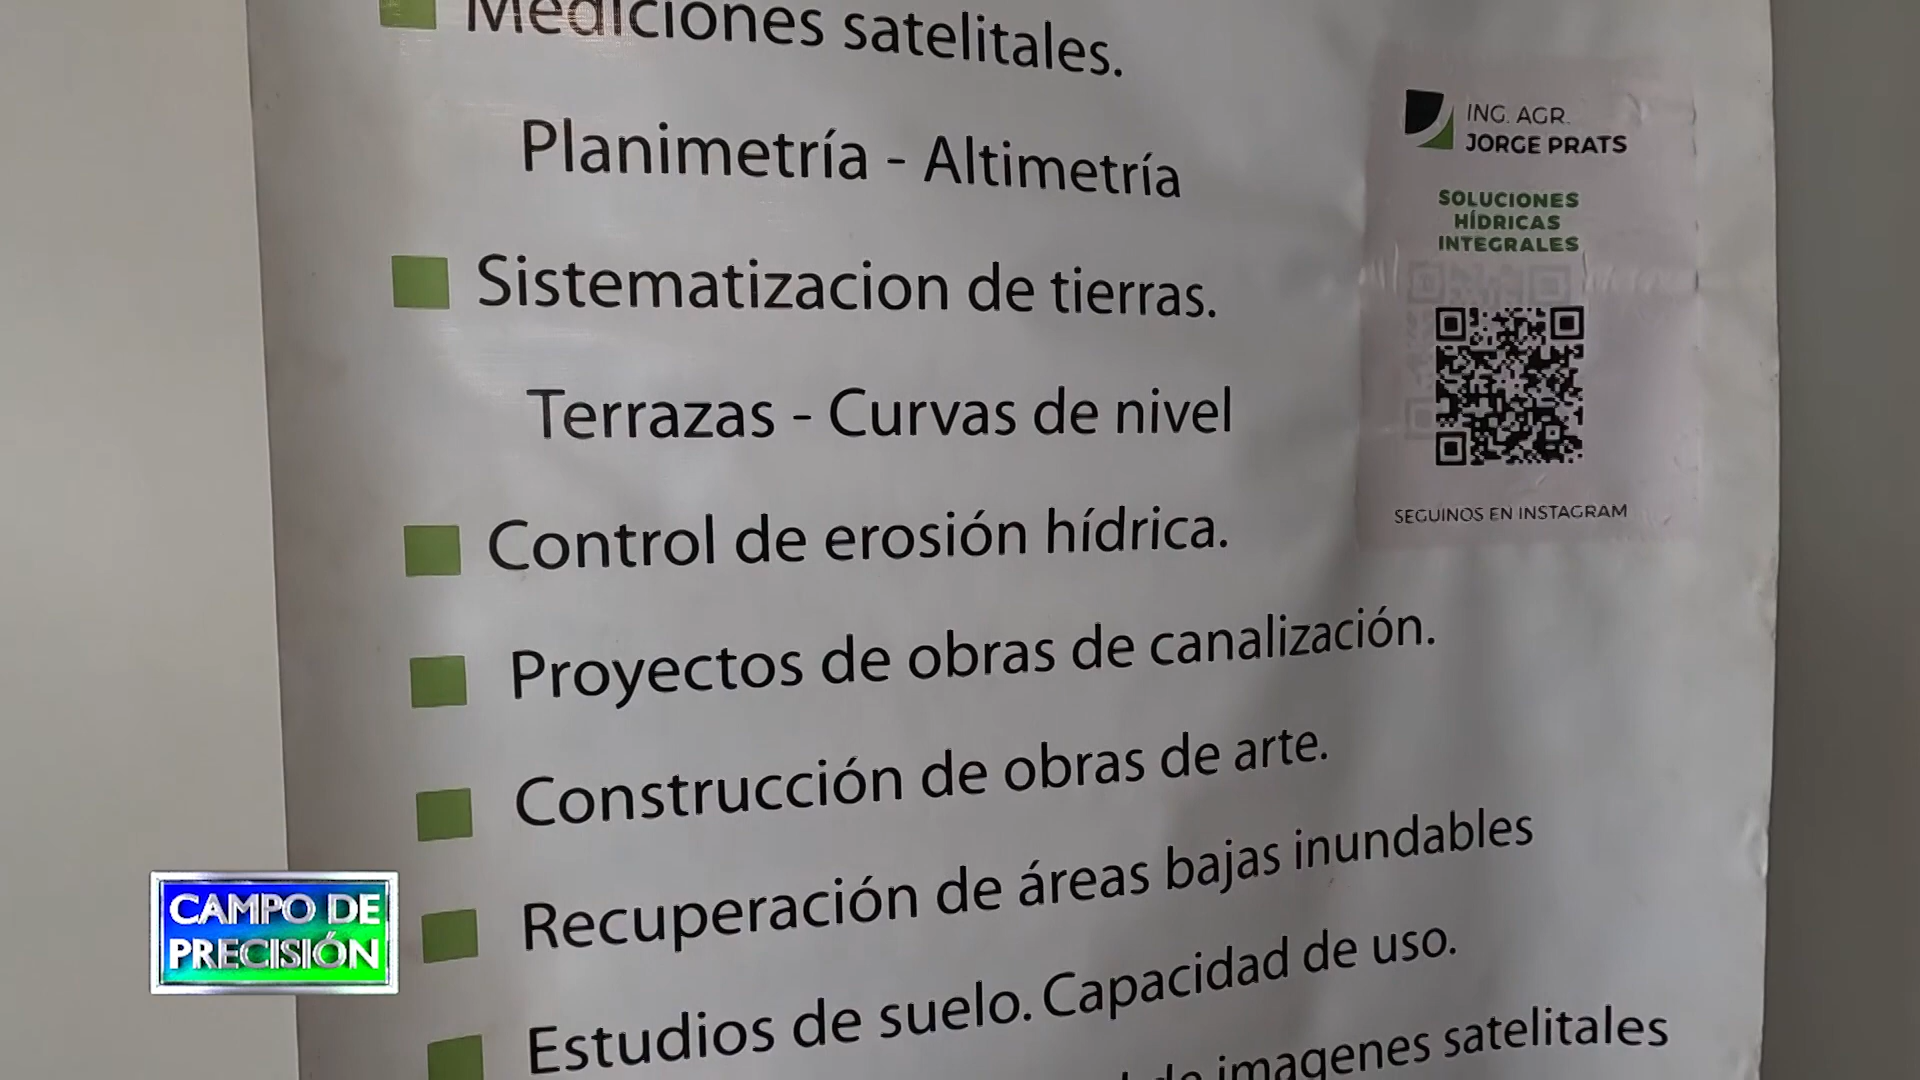 Mediciones satelitales.
Planimetría - Altimetría
Sistematizacion de tierras.
Terrazas - Curvas de nivel
Control de erosión hídrica.
Proyectos de obras de canalización.
Construcción de obras de arte.
Recuperación de áreas bajas inundables
Estudios de suelo. Capacidad de uso.
de imagenes satelitales
ING. AGR.
JORGE PRATS
SOLUCIONES
HÍDRICAS
INTEGRALES
SEGUINOS EN INSTAGRAM
CAMPO DE
PRECISIÓN